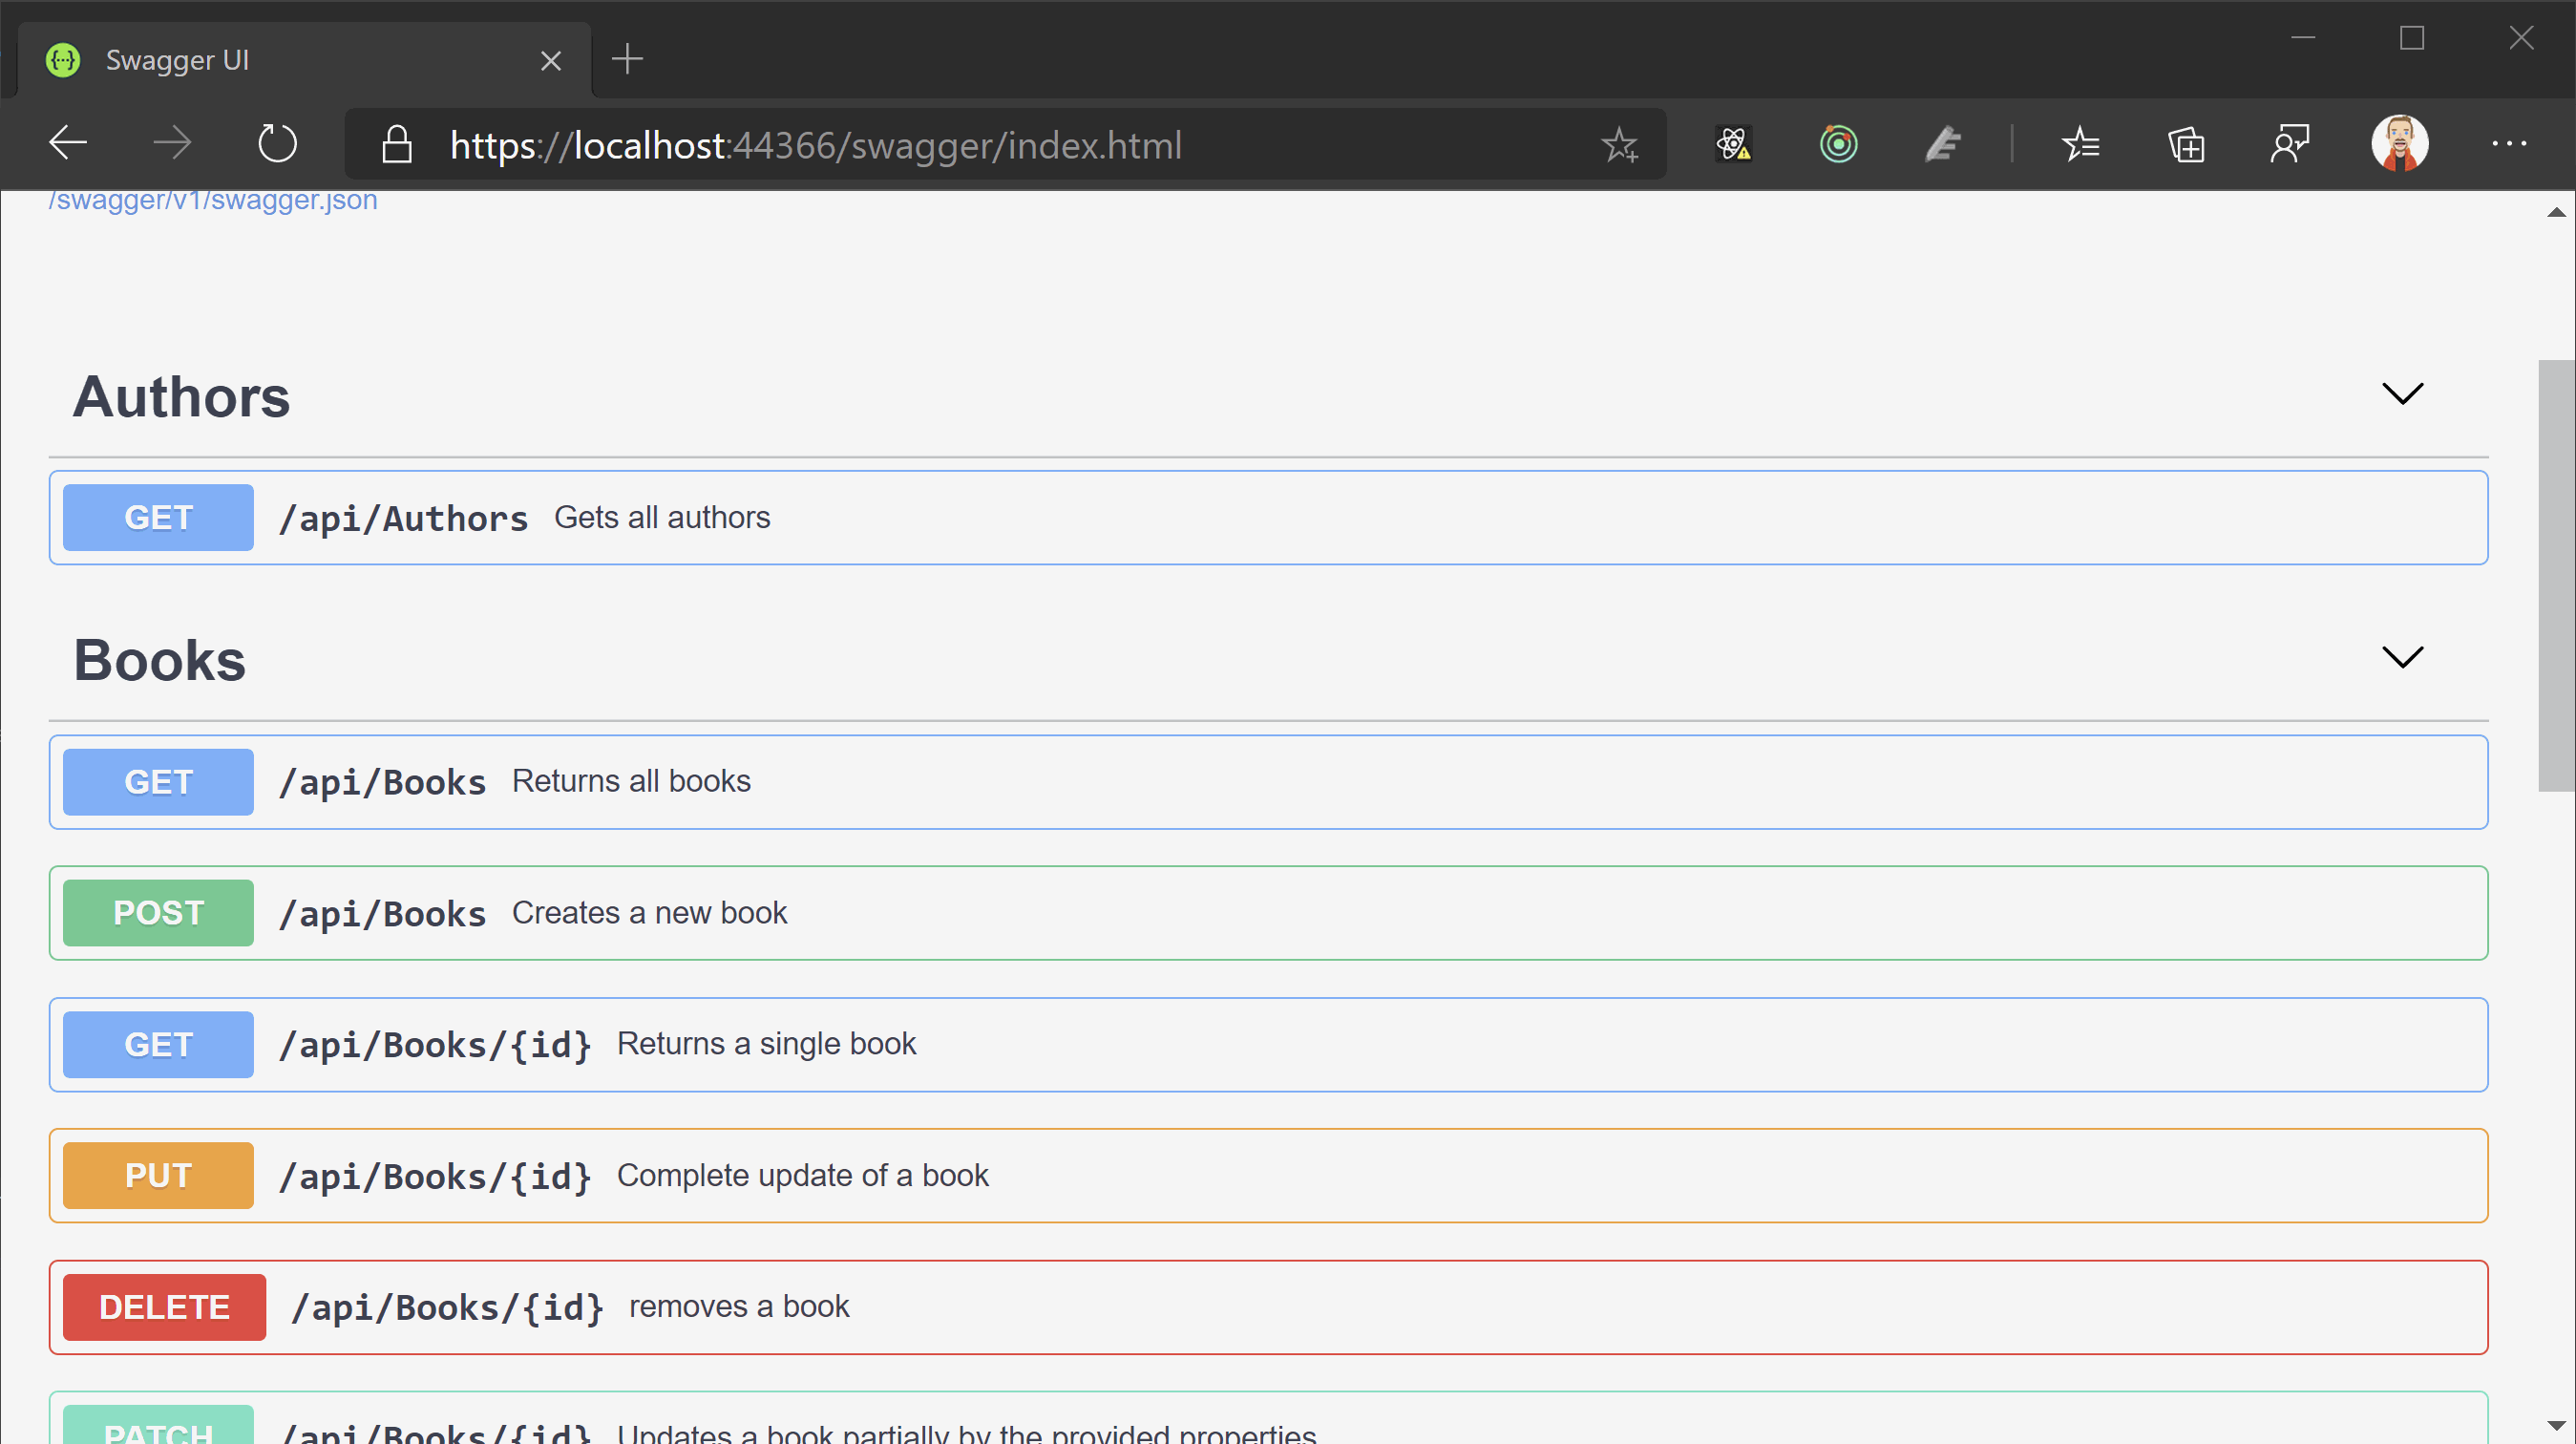 Swagger UI
https://localhost:44366/swagger/index.html
/swagger/v1/swagger.json
Authors
GET /api/Authors Gets all authors
Books
GET /api/Books Returns all books
POST /api/Books Creates a new book
GET /api/Books/{id} Returns a single book
PUT /api/Books/{id} Complete update of a book
DELETE /api/Books/{id} removes a book
PATCH /api/Books/{id} Updates a book partially by the provided properties